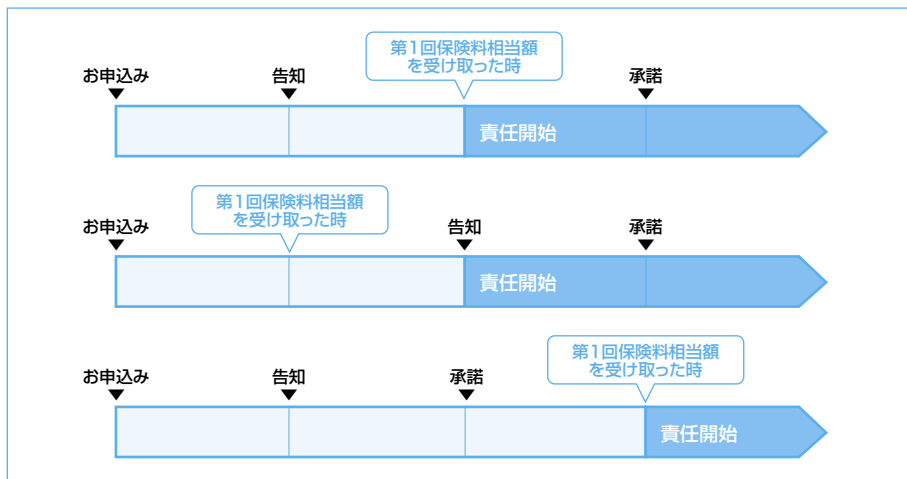 第1回保険料相当額
を受け取った時
お申込み
告知
承諾
責任開始
第1回保険料相当額
を受け取った時
お申込み
告知
承諾
責任開始
第1回保険料相当額
を受け取った時
お申込み
告知
承諾
責任開始